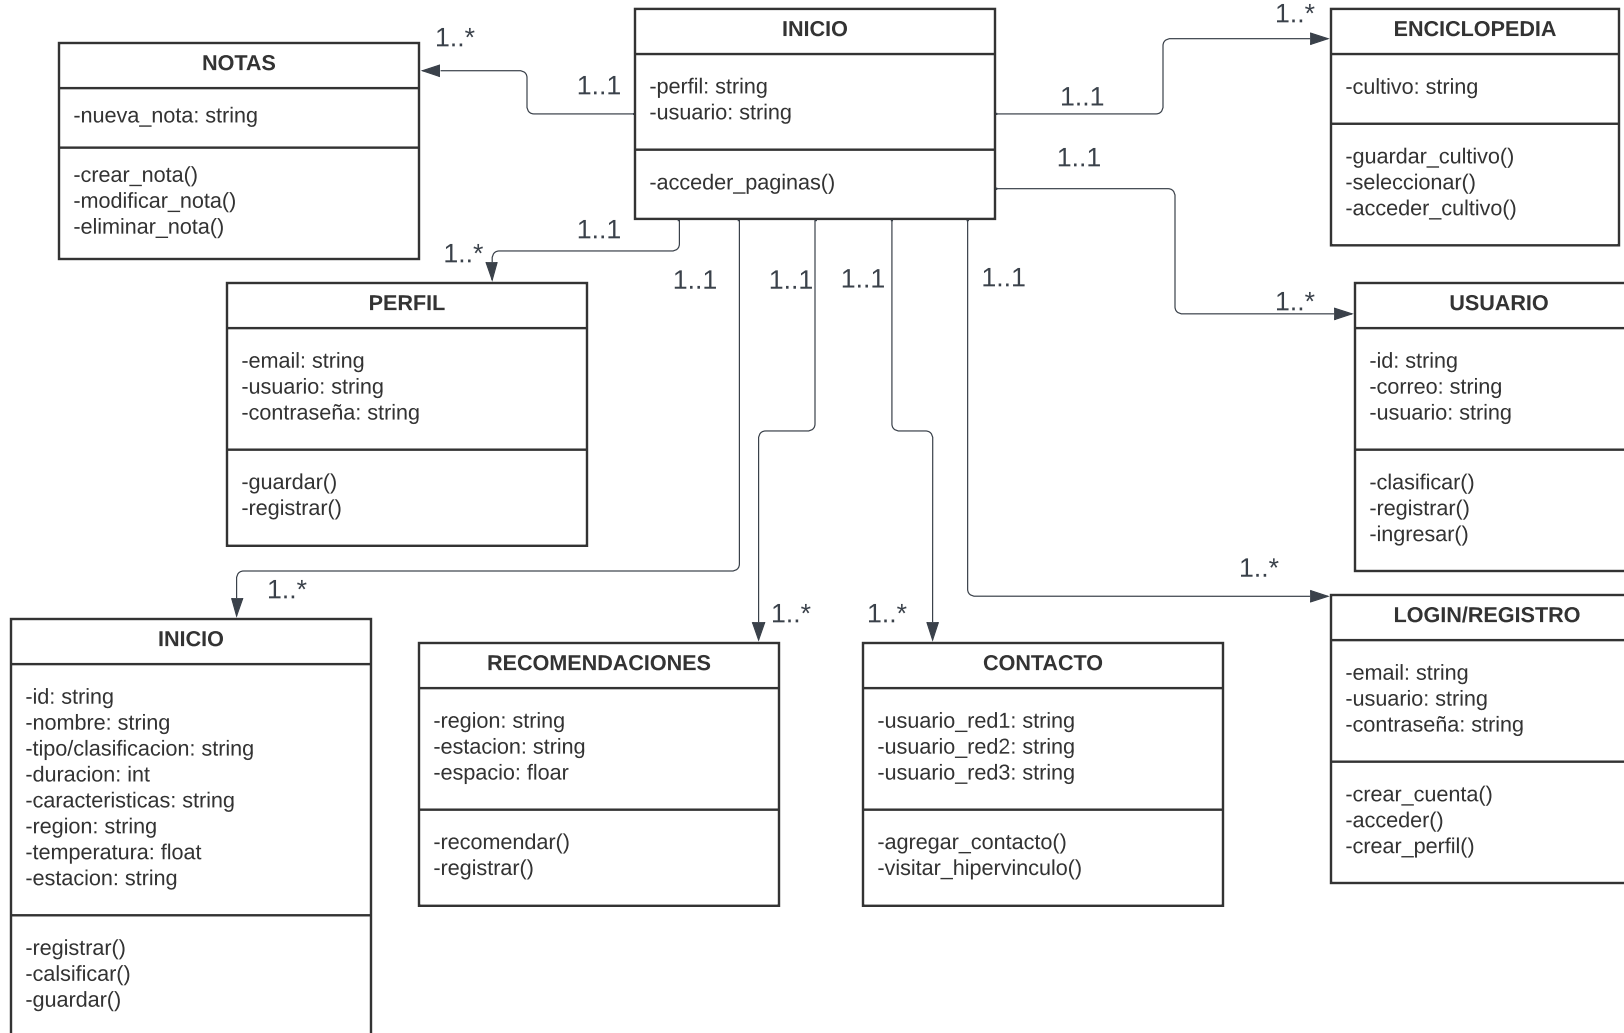 INICIO
-perfil: string
-usuario: string
-acceder_paginas()
1..*
1..1
NOTAS
-nueva_nota: string
-crear_nota()
-modificar_nota()
-eliminar_nota()
1..*
1..1
ENCICLOPEDIA
-cultivo: string
-guardar_cultivo()
-seleccionar()
-acceder_cultivo()
1..1
1..*
PERFIL
-email: string
-usuario: string
-contraseña: string
-guardar()
-registrar()
1..1
1..*
USUARIO
-id: string
-correo: string
-usuario: string
-clasificar()
-registrar()
-ingresar()
1..1
1..1
1..1
1..1
1..*
INICIO
-id: string
-nombre: string
-tipo/clasificacion: string
-duracion: int
-caracteristicas: string
-region: string
-temperatura: float
-estacion: string
-registrar()
-calsificar()
-guardar()
1..*
RECOMENDACIONES
-region: string
-estacion: string
-espacio: floar
-recomendar()
-registrar()
1..*
CONTACTO
-usuario_red1: string
-usuario_red2: string
-usuario_red3: string
-agregar_contacto()
-visitar_hipervinculo()
1..*
LOGIN/REGISTRO
-email: string
-usuario: string
-contraseña: string
-crear_cuenta()
-acceder()
-crear_perfil()